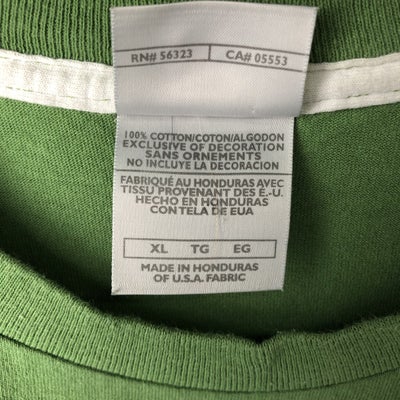 RN# 56323 CA# 05553
100% COTTON/COTON/ALGODON
EXCLUSIVE OF DECORATION
SANS ORNEMENTS
NO INCLUYE LA DECORACION
FABRIQUÉ AU HONDURAS AVEC
TISSU PROVENANT DES É.-U.
HECHO EN HONDURAS
CON TELA DE EUA
XL TG EG
MADE IN HONDURAS
OF U.S.A. FABRIC